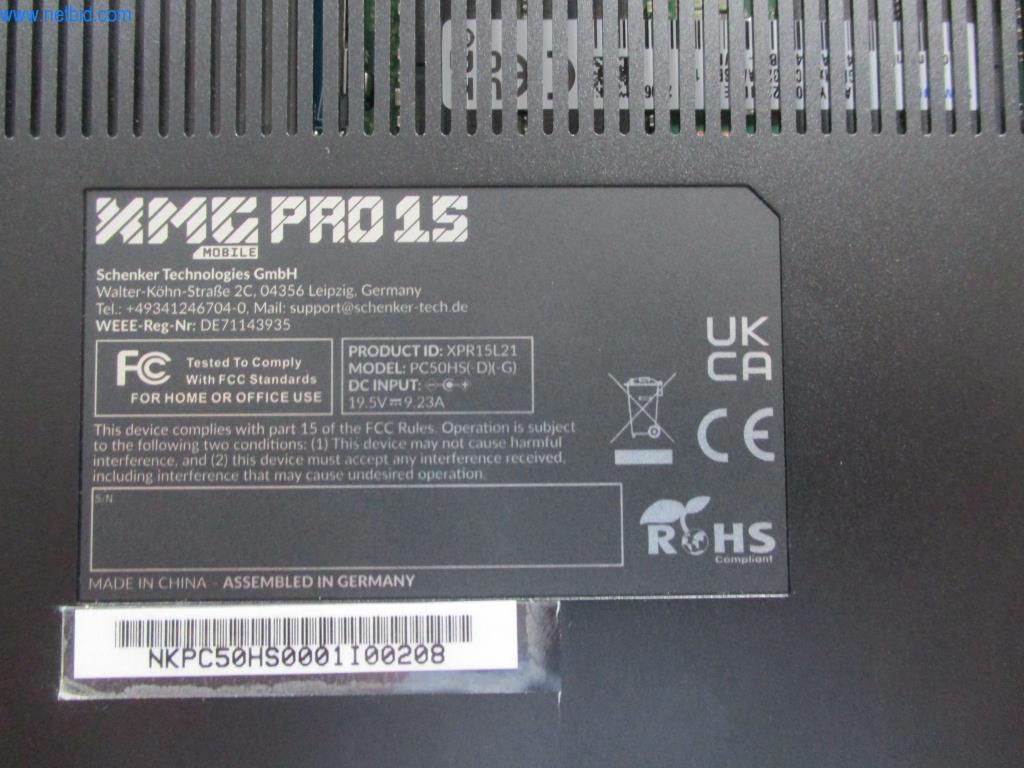 www.netbid.com
XMG PRO 15
MOBILE
Schenker Technologies GmbH
Walter-Köhn-Straße 2C, 04356 Leipzig, Germany
Tel.: +49341246704-0, Mail: support@schenker-tech.de
WEEE-Reg-Nr: DE71143935
FC Tested To Comply
With FCC Standards
FOR HOME OR OFFICE USE
PRODUCT ID: XPR15L21
MODEL: PC50HS(-D)(-G)
DC INPUT:
19.5V⎓9.23A
UK
CA
CE
This device complies with part 15 of the FCC Rules. Operation is subject
to the following two conditions: (1) This device may not cause harmful
interference, and (2) this device must accept any interference received,
including interference that may cause undesired operation.
S/N
ROHS
Compliant
MADE IN CHINA - ASSEMBLED IN GERMANY
NKPC50HS0001I00208